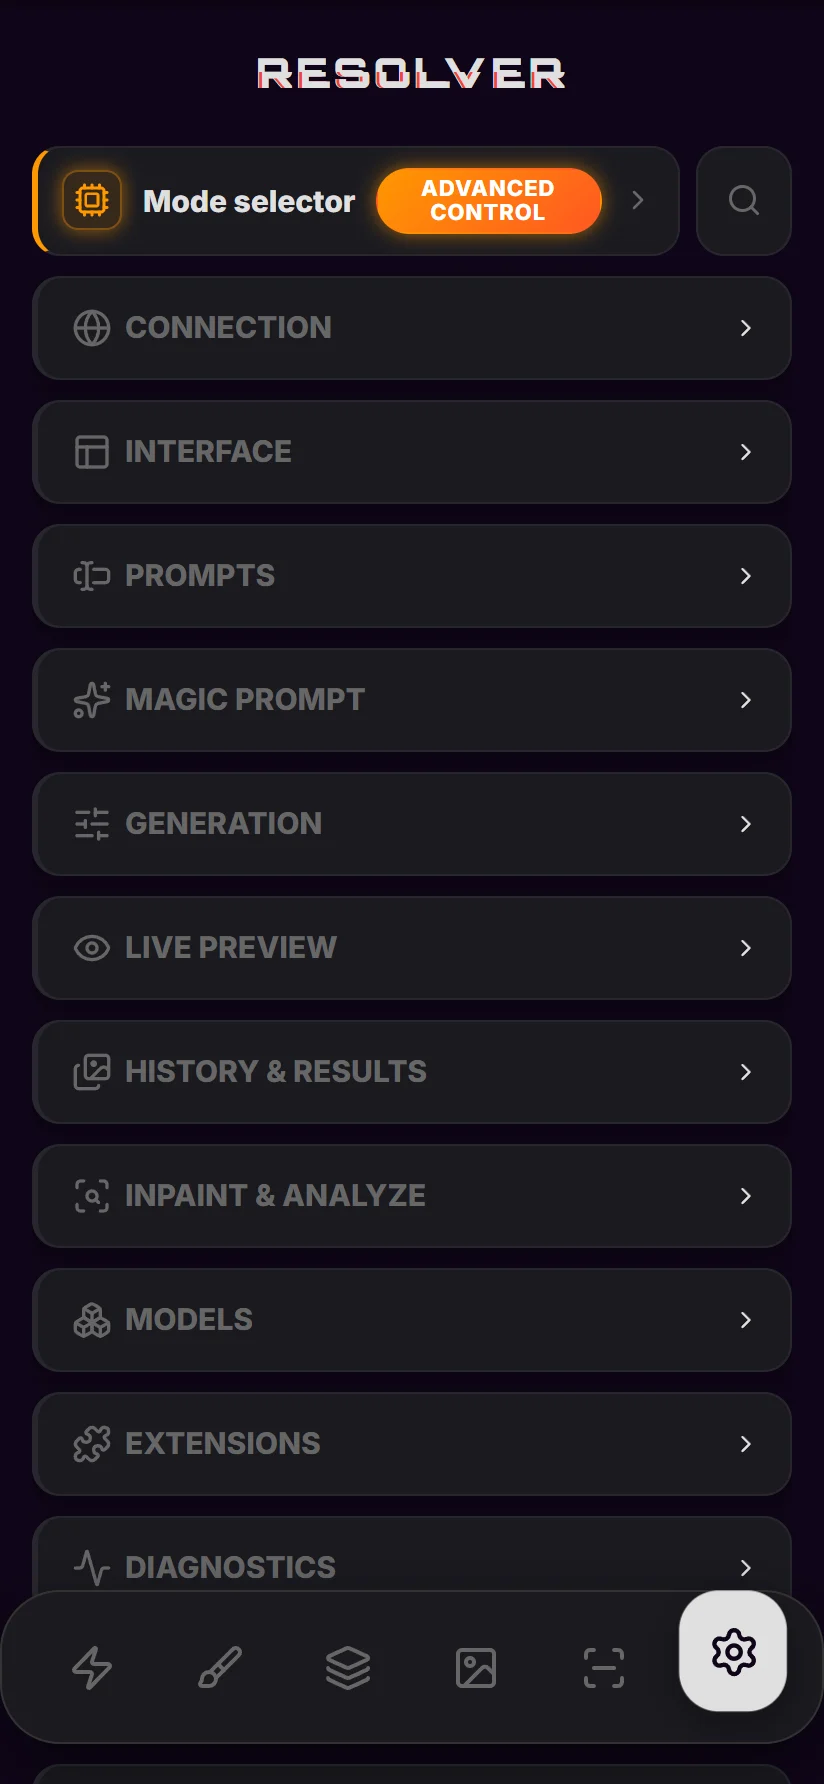 RESOLVER
Mode selector
ADVANCED
CONTROL
CONNECTION
INTERFACE
PROMPTS
MAGIC PROMPT
GENERATION
LIVE PREVIEW
HISTORY & RESULTS
INPAINT & ANALYZE
MODELS
EXTENSIONS
DIAGNOSTICS